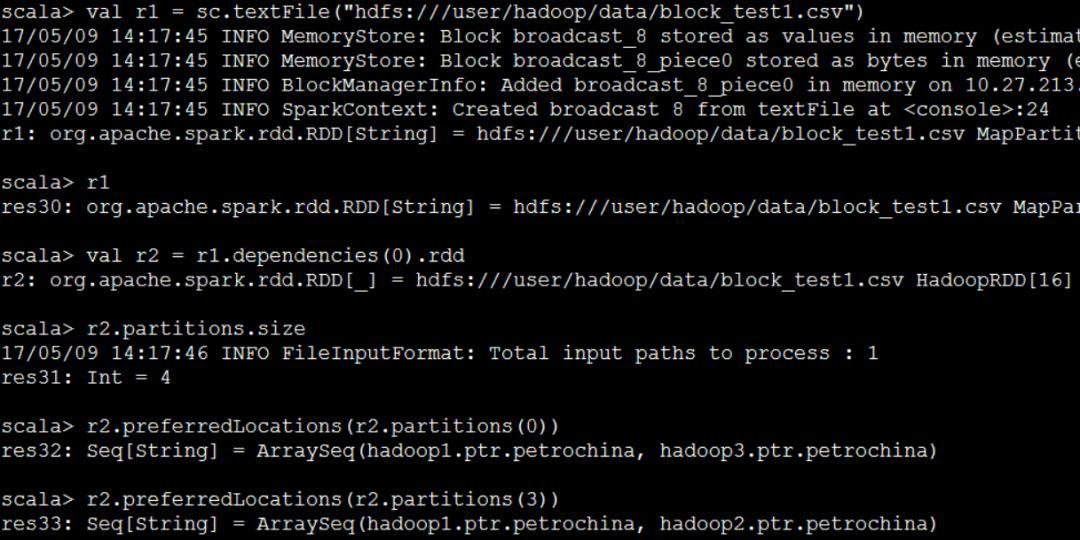 scala> val r1 = sc.textFile("hdfs:///user/hadoop/data/block_test1.csv")
17/05/09 14:17:45 INFO MemoryStore: Block broadcast_8 stored as values in memory (estimat
17/05/09 14:17:45 INFO MemoryStore: Block broadcast_8_piece0 stored as bytes in memory (e
17/05/09 14:17:45 INFO BlockManagerInfo: Added broadcast_8_piece0 in memory on 10.27.213.
17/05/09 14:17:45 INFO SparkContext: Created broadcast 8 from textFile at <console>:24
r1: org.apache.spark.rdd.RDD[String] = hdfs:///user/hadoop/data/block_test1.csv MapPartit
scala> r1
res30: org.apache.spark.rdd.RDD[String] = hdfs:///user/hadoop/data/block_test1.csv MapPar
scala> val r2 = r1.dependencies(0).rdd
r2: org.apache.spark.rdd.RDD[_] = hdfs:///user/hadoop/data/block_test1.csv HadoopRDD[16]
scala> r2.partitions.size
17/05/09 14:17:46 INFO FileInputFormat: Total input paths to process : 1
res31: Int = 4
scala> r2.preferredLocations(r2.partitions(0))
res32: Seq[String] = ArraySeq(hadoop1.ptr.petrochina, hadoop3.ptr.petrochina)
scala> r2.preferredLocations(r2.partitions(3))
res33: Seq[String] = ArraySeq(hadoop1.ptr.petrochina, hadoop2.ptr.petrochina)